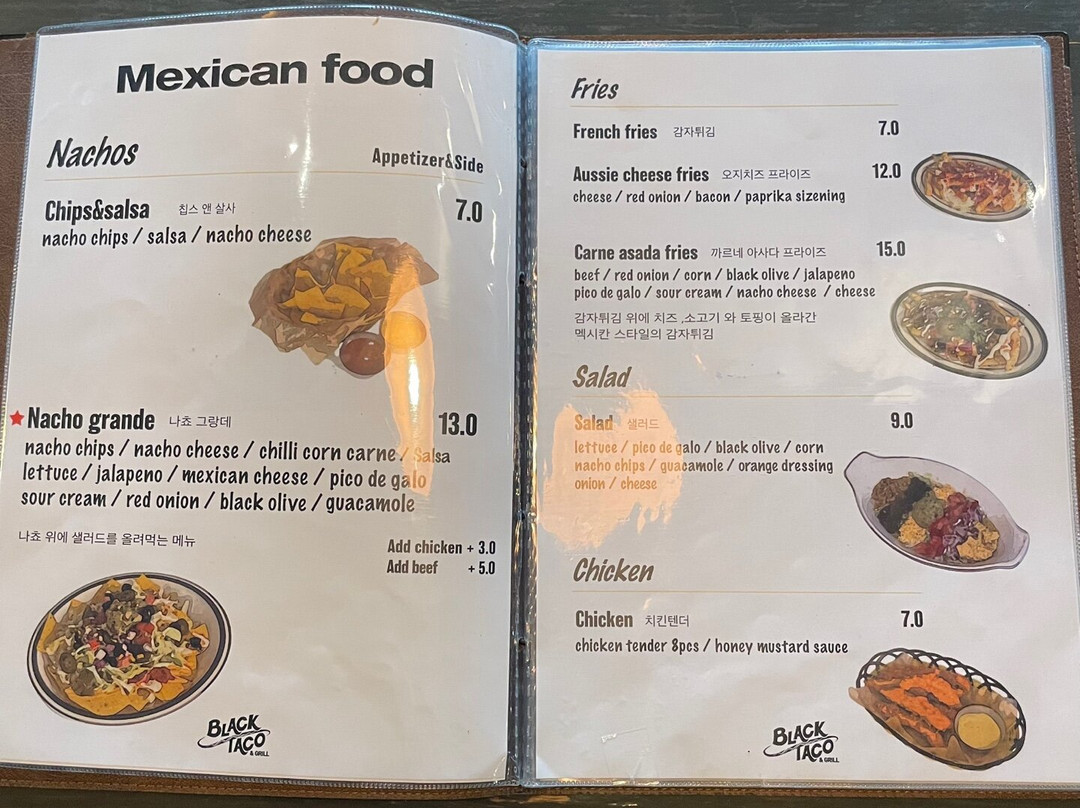 Mexican food
Nachos
Appetizer&Side
Chips&salsa 칩스 앤 살사 7.0
nacho chips / salsa / nacho cheese
Nacho grande 나쵸 그랑데 13.0
nacho chips / nacho cheese / chilli corn carne / Salsa
lettuce / jalapeno / mexican cheese / pico de galo
sour cream / red onion / black olive / guacamole
나쵸 위에 샐러드를 올려먹는 메뉴
Add chicken + 3.0
Add beef + 5.0
BLACK
TACO
& GRILL
Fries
French fries 감자튀김 7.0
Aussie cheese fries 오지치즈 프라이즈 12.0
cheese / red onion / bacon / paprika sizening
Carne asada fries 까르네 아사다 프라이즈 15.0
beef / red onion / corn / black olive / jalapeno
pico de galo / sour cream / nacho cheese / cheese
감자튀김 위에 치즈 ,소고기 와 토핑이 올라간
멕시칸 스타일의 감자튀김
Salad
Salad 샐러드 9.0
lettuce / pico de galo / black olive / corn
nacho chips / guacamole / orange dressing
onion / cheese
Chicken
Chicken 치킨텐더 7.0
chicken tender 8pcs / honey mustard sauce
BLACK
TACO
& GRILL